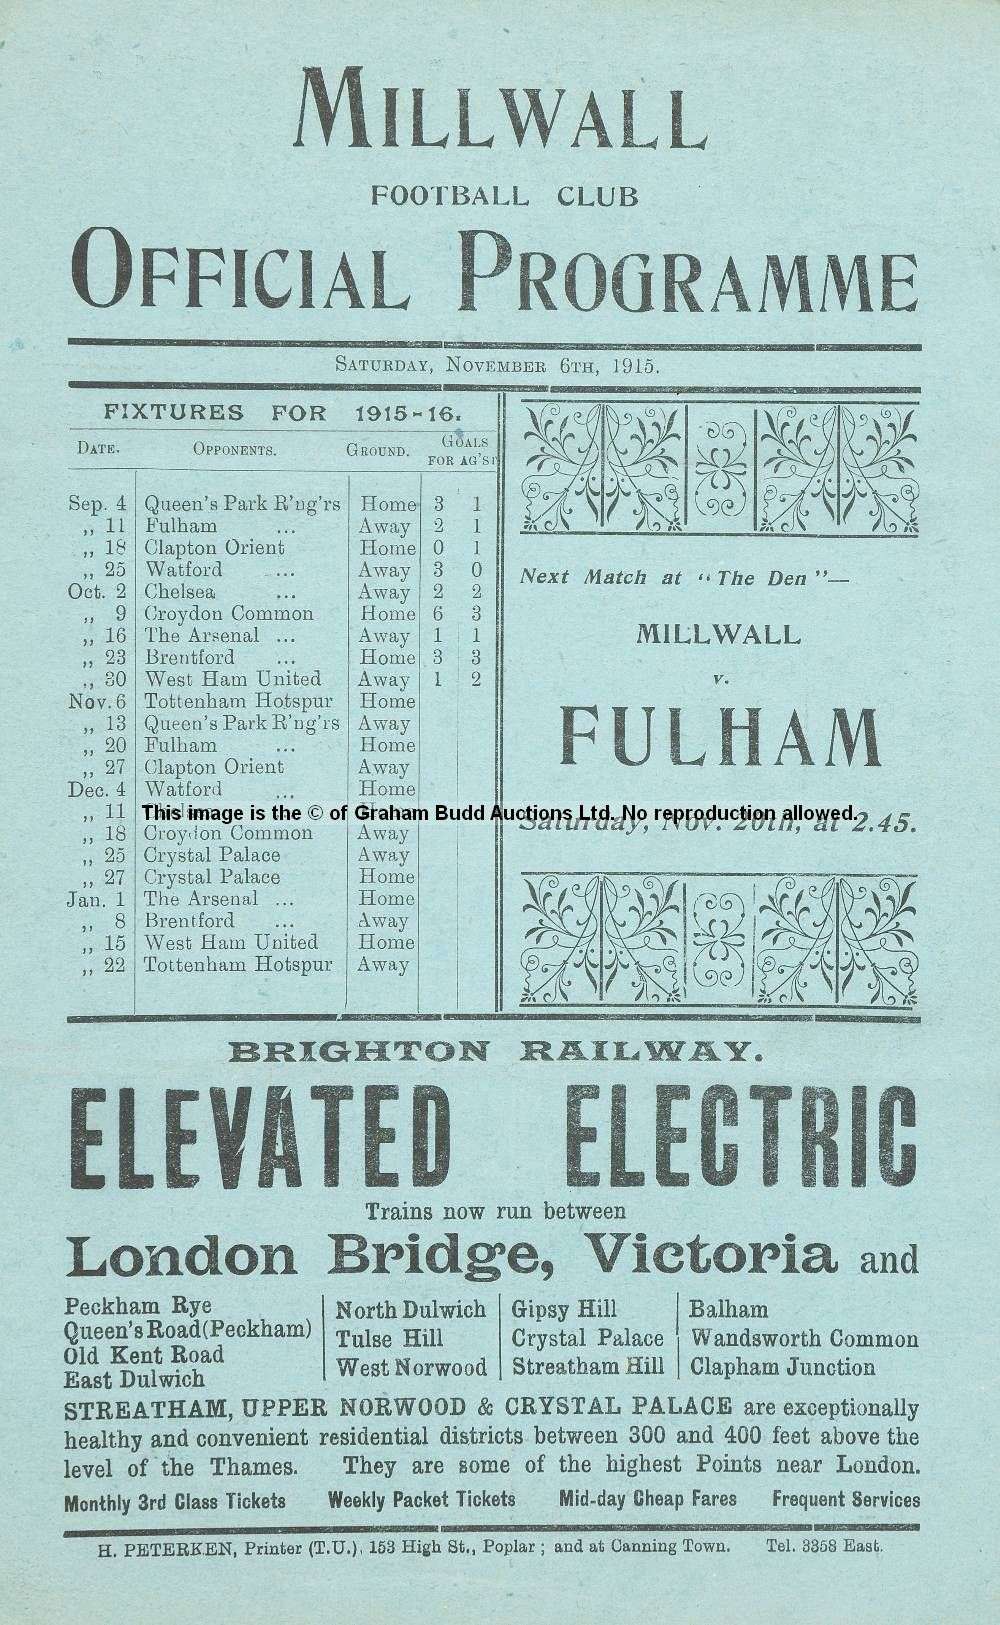 MILLWALL
FOOTBALL CLUB
OFFICIAL PROGRAMME
SATURDAY, NOVEMBER 6TH, 1915.
FIXTURES FOR 1915-16.
DATE. OPPONENTS. GROUND. GOALS
FOR AG'ST
Sep. 4 Queen's Park R'ng'rs Home 3 1
„ 11 Fulham ... Away 2 1
„ 18 Clapton Orient Home 0 1
„ 25 Watford ... Away 3 0
Oct. 2 Chelsea ... Away 2 2
„ 9 Croydon Common Home 6 3
„ 16 The Arsenal ... Away 1 1
„ 23 Brentford ... Home 3 3
„ 30 West Ham United Away 1 2
Nov. 6 Tottenham Hotspur Home
„ 13 Queen's Park R'ng'rs Away
„ 20 Fulham ... Home
„ 27 Clapton Orient Away
Dec. 4 Watford ... Home
„ 11
„ 18 Croydon Common Away
„ 25 Crystal Palace Away
„ 27 Crystal Palace Home
Jan. 1 The Arsenal ... Home
„ 8 Brentford ... Away
„ 15 West Ham United Home
„ 22 Tottenham Hotspur Away
Next Match at "The Den"—
MILLWALL
v.
FULHAM
Saturday, Nov. 20th, at 2.45.
This image is the © of Graham Budd Auctions Ltd. No reproduction allowed.
BRIGHTON RAILWAY.
ELEVATED ELECTRIC
Trains now run between
London Bridge, Victoria and
Peckham Rye
Queen's Road (Peckham)
Old Kent Road
East Dulwich
North Dulwich
Tulse Hill
West Norwood
Gipsy Hill
Crystal Palace
Streatham Hill
Balham
Wandsworth Common
Clapham Junction
STREATHAM, UPPER NORWOOD & CRYSTAL PALACE are exceptionally
healthy and convenient residential districts between 300 and 400 feet above the
level of the Thames. They are some of the highest Points near London.
Monthly 3rd Class Tickets Weekly Packet Tickets Mid-day Cheap Fares Frequent Services
H. PETERKEN, Printer (T.U.), 153 High St., Poplar; and at Canning Town. Tel. 3358 East.